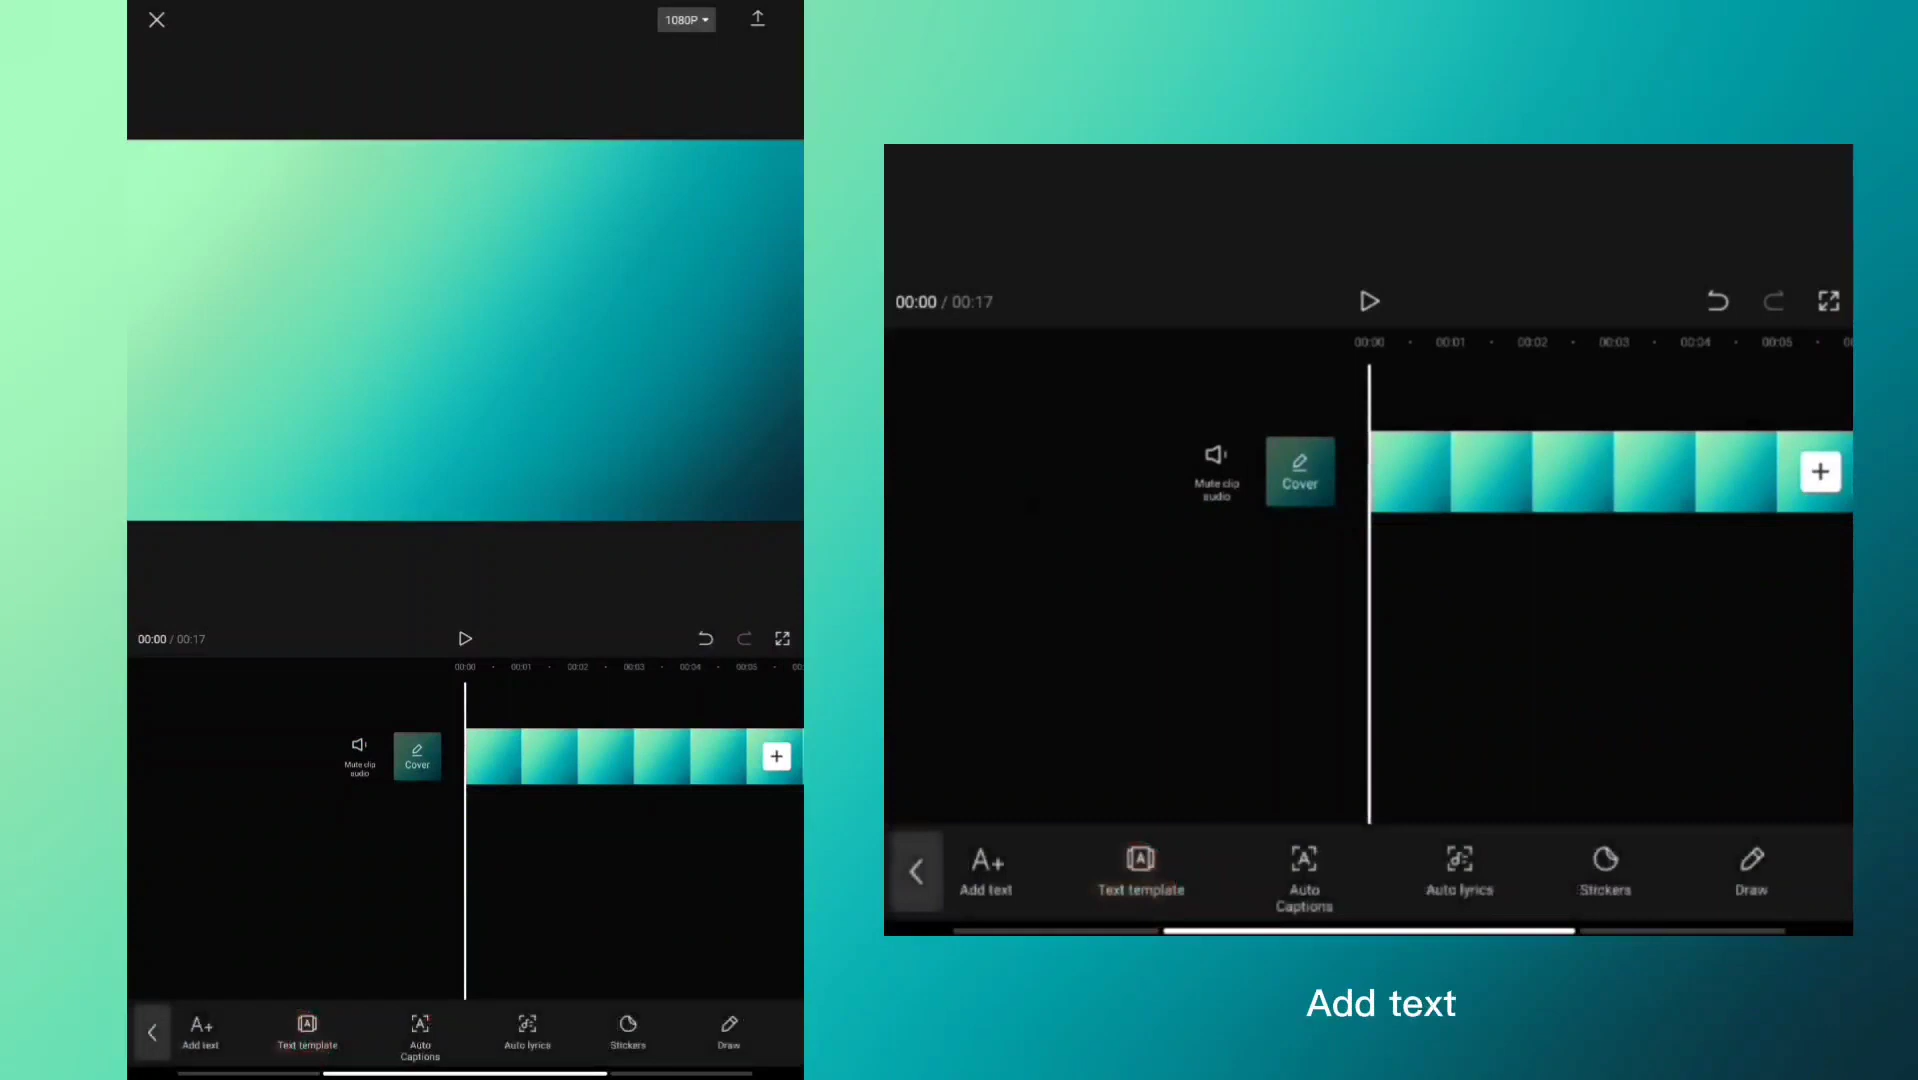 1080P
00:00 / 00:17
00:00 00:01 00:02 00:03 00:04 00:05
Mute clip
audio
Cover
Add text
Text template
Auto
Captions
Auto lyrics
Stickers
Draw
00:00 / 00:17
00:00 00:01 00:02 00:03 00:04 00:05
Mute clip
audio
Cover
Add text
Text template
Auto
Captions
Auto lyrics
Stickers
Draw
Add text